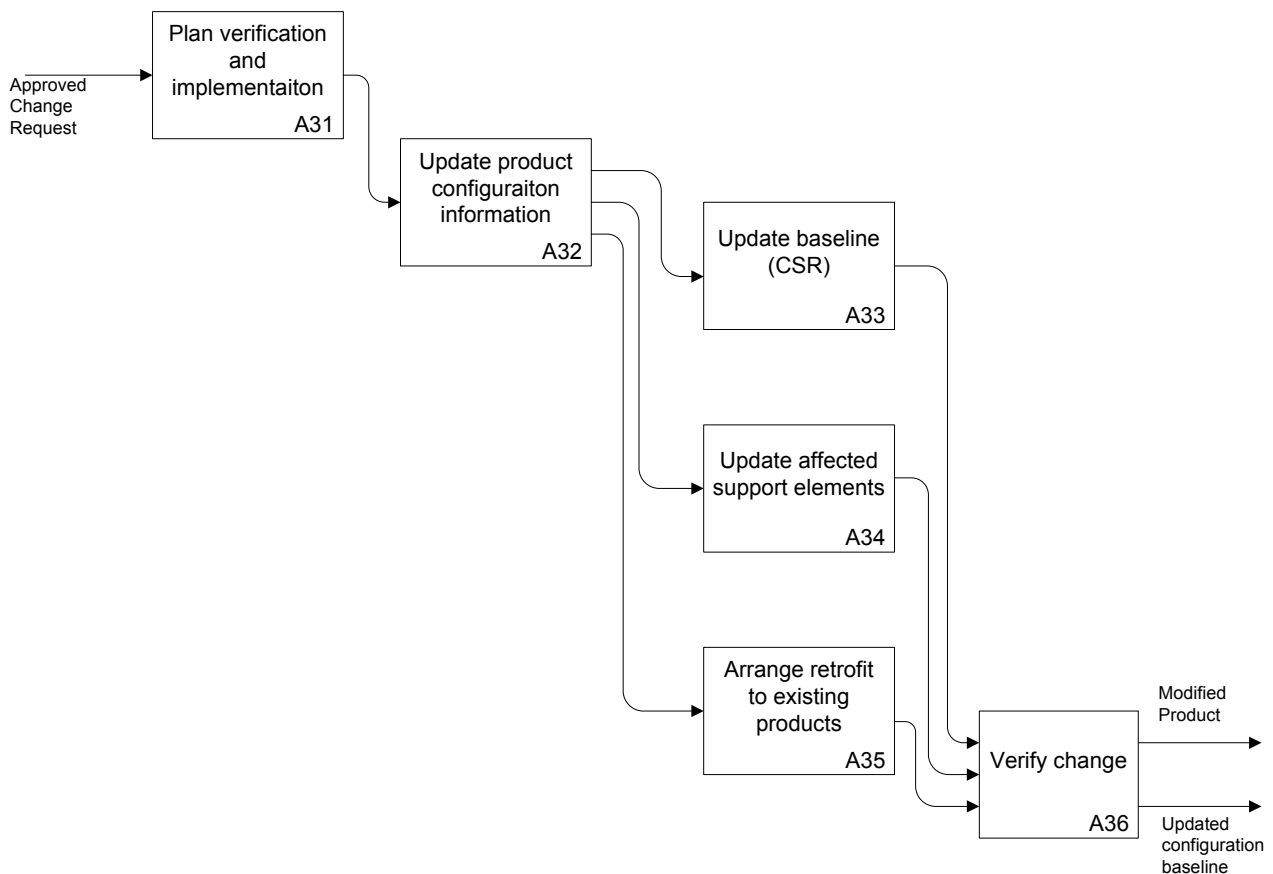 Approved
Change
Request
Plan verification
and
implementaiton
A31
Update product
configuraiton
information
A32
Update baseline
(CSR)
A33
Update affected
support elements
A34
Arrange retrofit
to existing
products
A35
Verify change
A36
Modified
Product
Updated
configuration
baseline